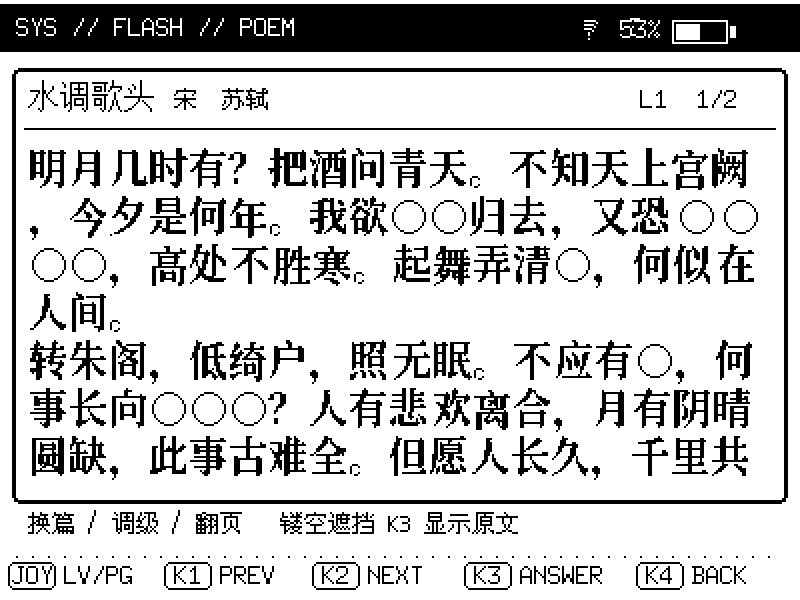 SYS // FLASH // POEM 53%
水调歌头 宋 苏轼 L1 1/2
明月几时有？把酒问青天。不知天上宫阙
，今夕是何年。我欲○○归去，又恐○○
○○，高处不胜寒。起舞弄清○，何似在
人间。
转朱阁，低绮户，照无眠。不应有○，何
事长向○○○？人有悲欢离合，月有阴晴
圆缺，此事古难全。但愿人长久，千里共
换篇 / 调级 / 翻页 镂空遮挡 K3 显示原文
JOY LV/PG K1 PREV K2 NEXT K3 ANSWER K4 BACK